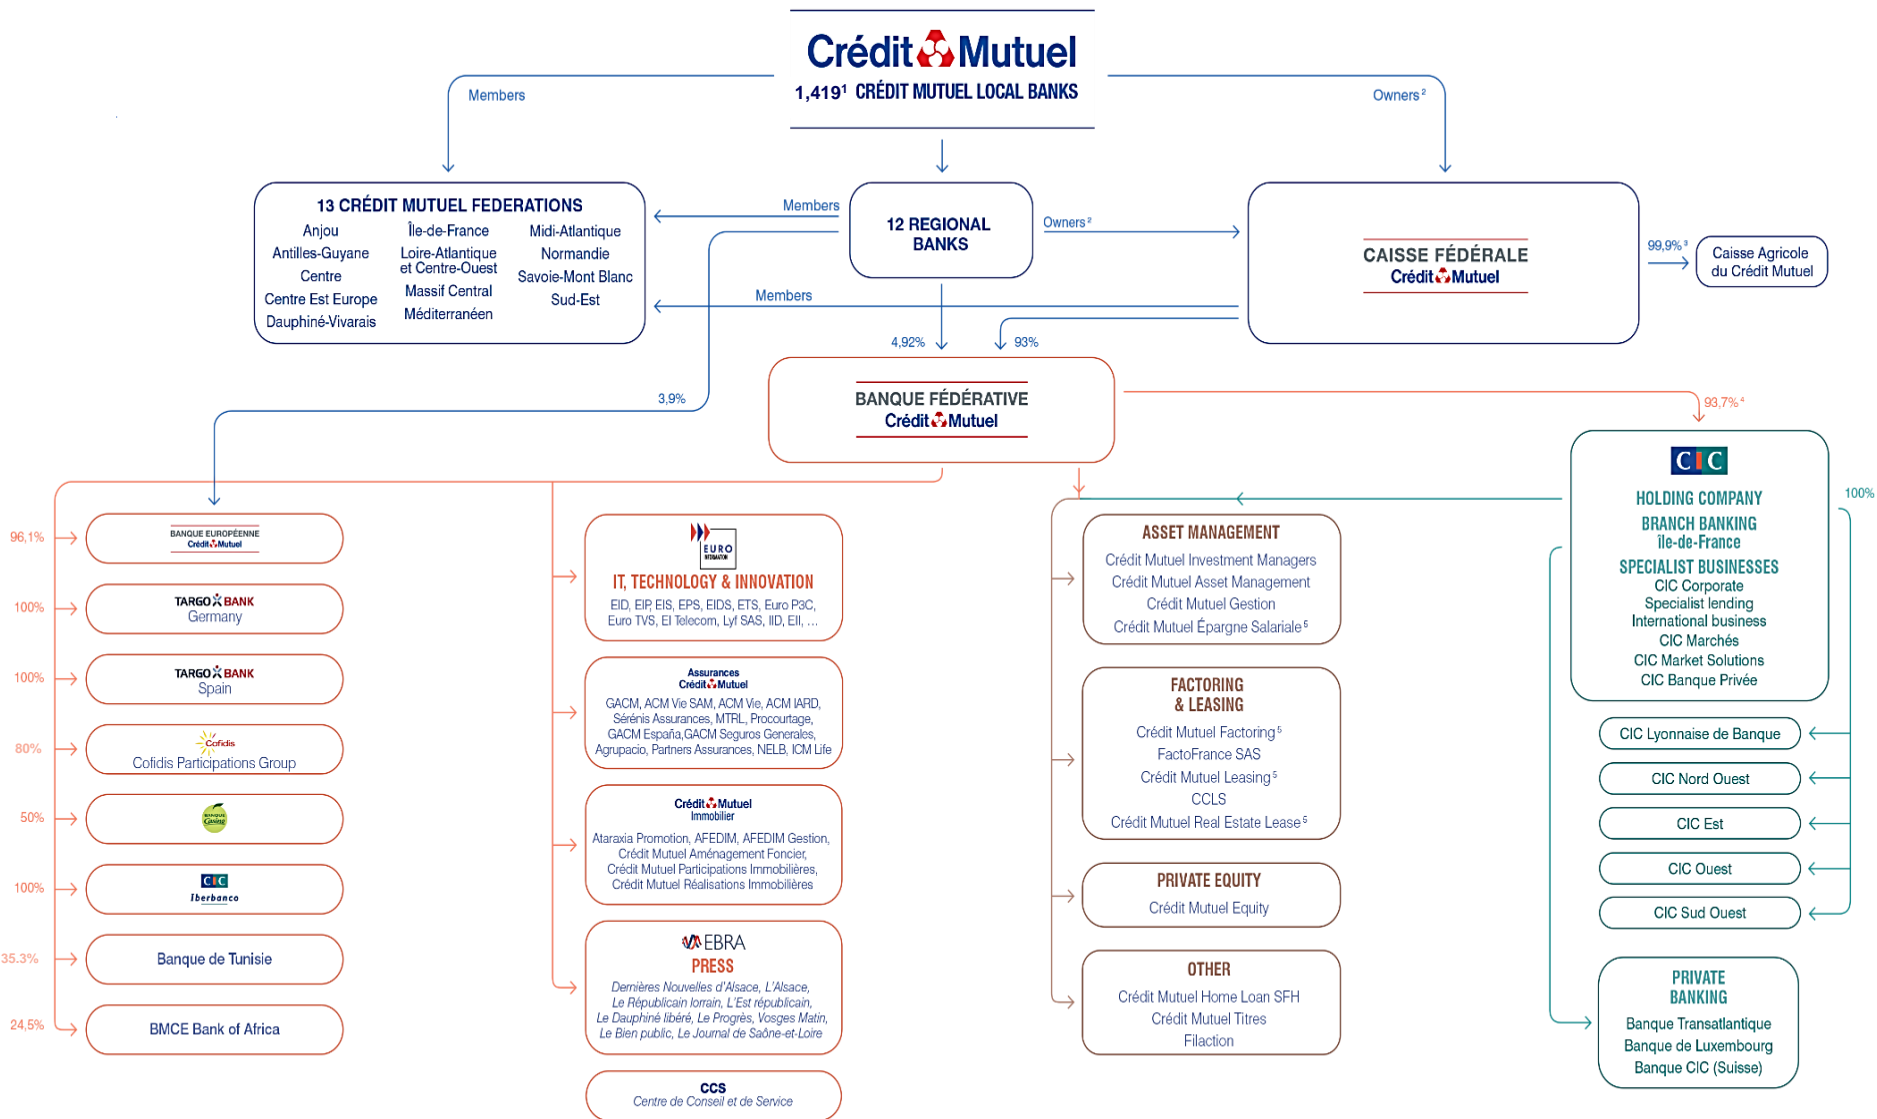 Crédit Mutuel
1,419¹ CRÉDIT MUTUEL LOCAL BANKS
Members
Owners²
13 CRÉDIT MUTUEL FEDERATIONS
Anjou
Antilles-Guyane
Centre
Centre Est Europe
Dauphiné-Vivarais
Île-de-France
Loire-Atlantique
et Centre-Ouest
Massif Central
Méditerranéen
Midi-Atlantique
Normandie
Savoie-Mont Blanc
Sud-Est
Members
12 REGIONAL
BANKS
Owners²
CAISSE FÉDÉRALE
Crédit Mutuel
99,9%³
Caisse Agricole
du Crédit Mutuel
Members
4,92%
93%
3,9%
BANQUE FÉDÉRATIVE
Crédit Mutuel
93,7%⁴
96,1%
BANQUE EUROPÉENNE
Crédit Mutuel
100%
TARGO BANK
Germany
100%
TARGO BANK
Spain
80%
Cofidis
Cofidis Participations Group
50%
BANQUE
Casino
100%
CIC
Iberbanco
35.3%
Banque de Tunisie
24,5%
BMCE Bank of Africa
EURO
INFORMATION
IT, TECHNOLOGY & INNOVATION
EID, EIP, EIS, EPS, EIDS, ETS, Euro P3C,
Euro TVS, EI Telecom, Lyf SAS, IID, EII, ...
Assurances
Crédit Mutuel
GACM, ACM Vie SAM, ACM Vie, ACM IARD,
Sérénis Assurances, MTRL, Procourtage,
GACM España,GACM Seguros Generales,
Agrupacio, Partners Assurances, NELB, ICM Life
Crédit Mutuel
Immobilier
Ataraxia Promotion, AFEDIM, AFEDIM Gestion,
Crédit Mutuel Aménagement Foncier,
Crédit Mutuel Participations Immobilières,
Crédit Mutuel Réalisations Immobilières
EBRA
PRESS
Dernières Nouvelles d'Alsace, L'Alsace,
Le Républicain lorrain, L'Est républicain,
Le Dauphiné libéré, Le Progrès, Vosges Matin,
Le Bien public, Le Journal de Saône-et-Loire
CCS
Centre de Conseil et de Service
ASSET MANAGEMENT
Crédit Mutuel Investment Managers
Crédit Mutuel Asset Management
Crédit Mutuel Gestion
Crédit Mutuel Épargne Salariale⁵
FACTORING
& LEASING
Crédit Mutuel Factoring⁵
FactoFrance SAS
Crédit Mutuel Leasing⁵
CCLS
Crédit Mutuel Real Estate Lease⁵
PRIVATE EQUITY
Crédit Mutuel Equity
OTHER
Crédit Mutuel Home Loan SFH
Crédit Mutuel Titres
Filaction
CIC
HOLDING COMPANY
BRANCH BANKING
île-de-France
SPECIALIST BUSINESSES
CIC Corporate
Specialist lending
International business
CIC Marchés
CIC Market Solutions
CIC Banque Privée
100%
CIC Lyonnaise de Banque
CIC Nord Ouest
CIC Est
CIC Ouest
CIC Sud Ouest
PRIVATE
BANKING
Banque Transatlantique
Banque de Luxembourg
Banque CIC (Suisse)